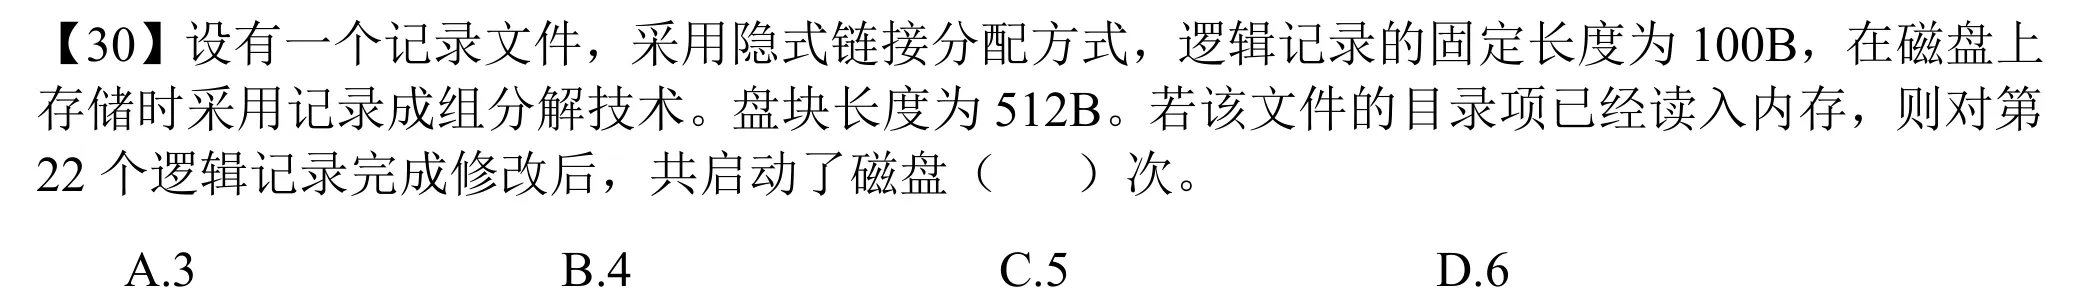 【30】设有一个记录文件，采用隐式链接分配方式，逻辑记录的固定长度为 100B，在磁盘上
存储时采用记录成组分解技术。盘块长度为 512B。若该文件的目录项已经读入内存，则对第
22 个逻辑记录完成修改后，共启动了磁盘（ ）次。
A.3 B.4 C.5 D.6